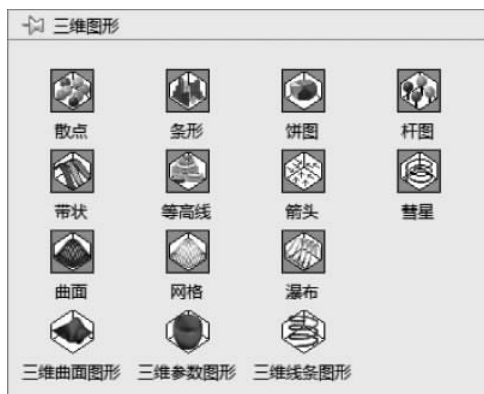 三维图形
散点 条形 饼图 杆图
带状 等高线 箭头 彗星
曲面 网格 瀑布
三维曲面图形 三维参数图形 三维线条图形